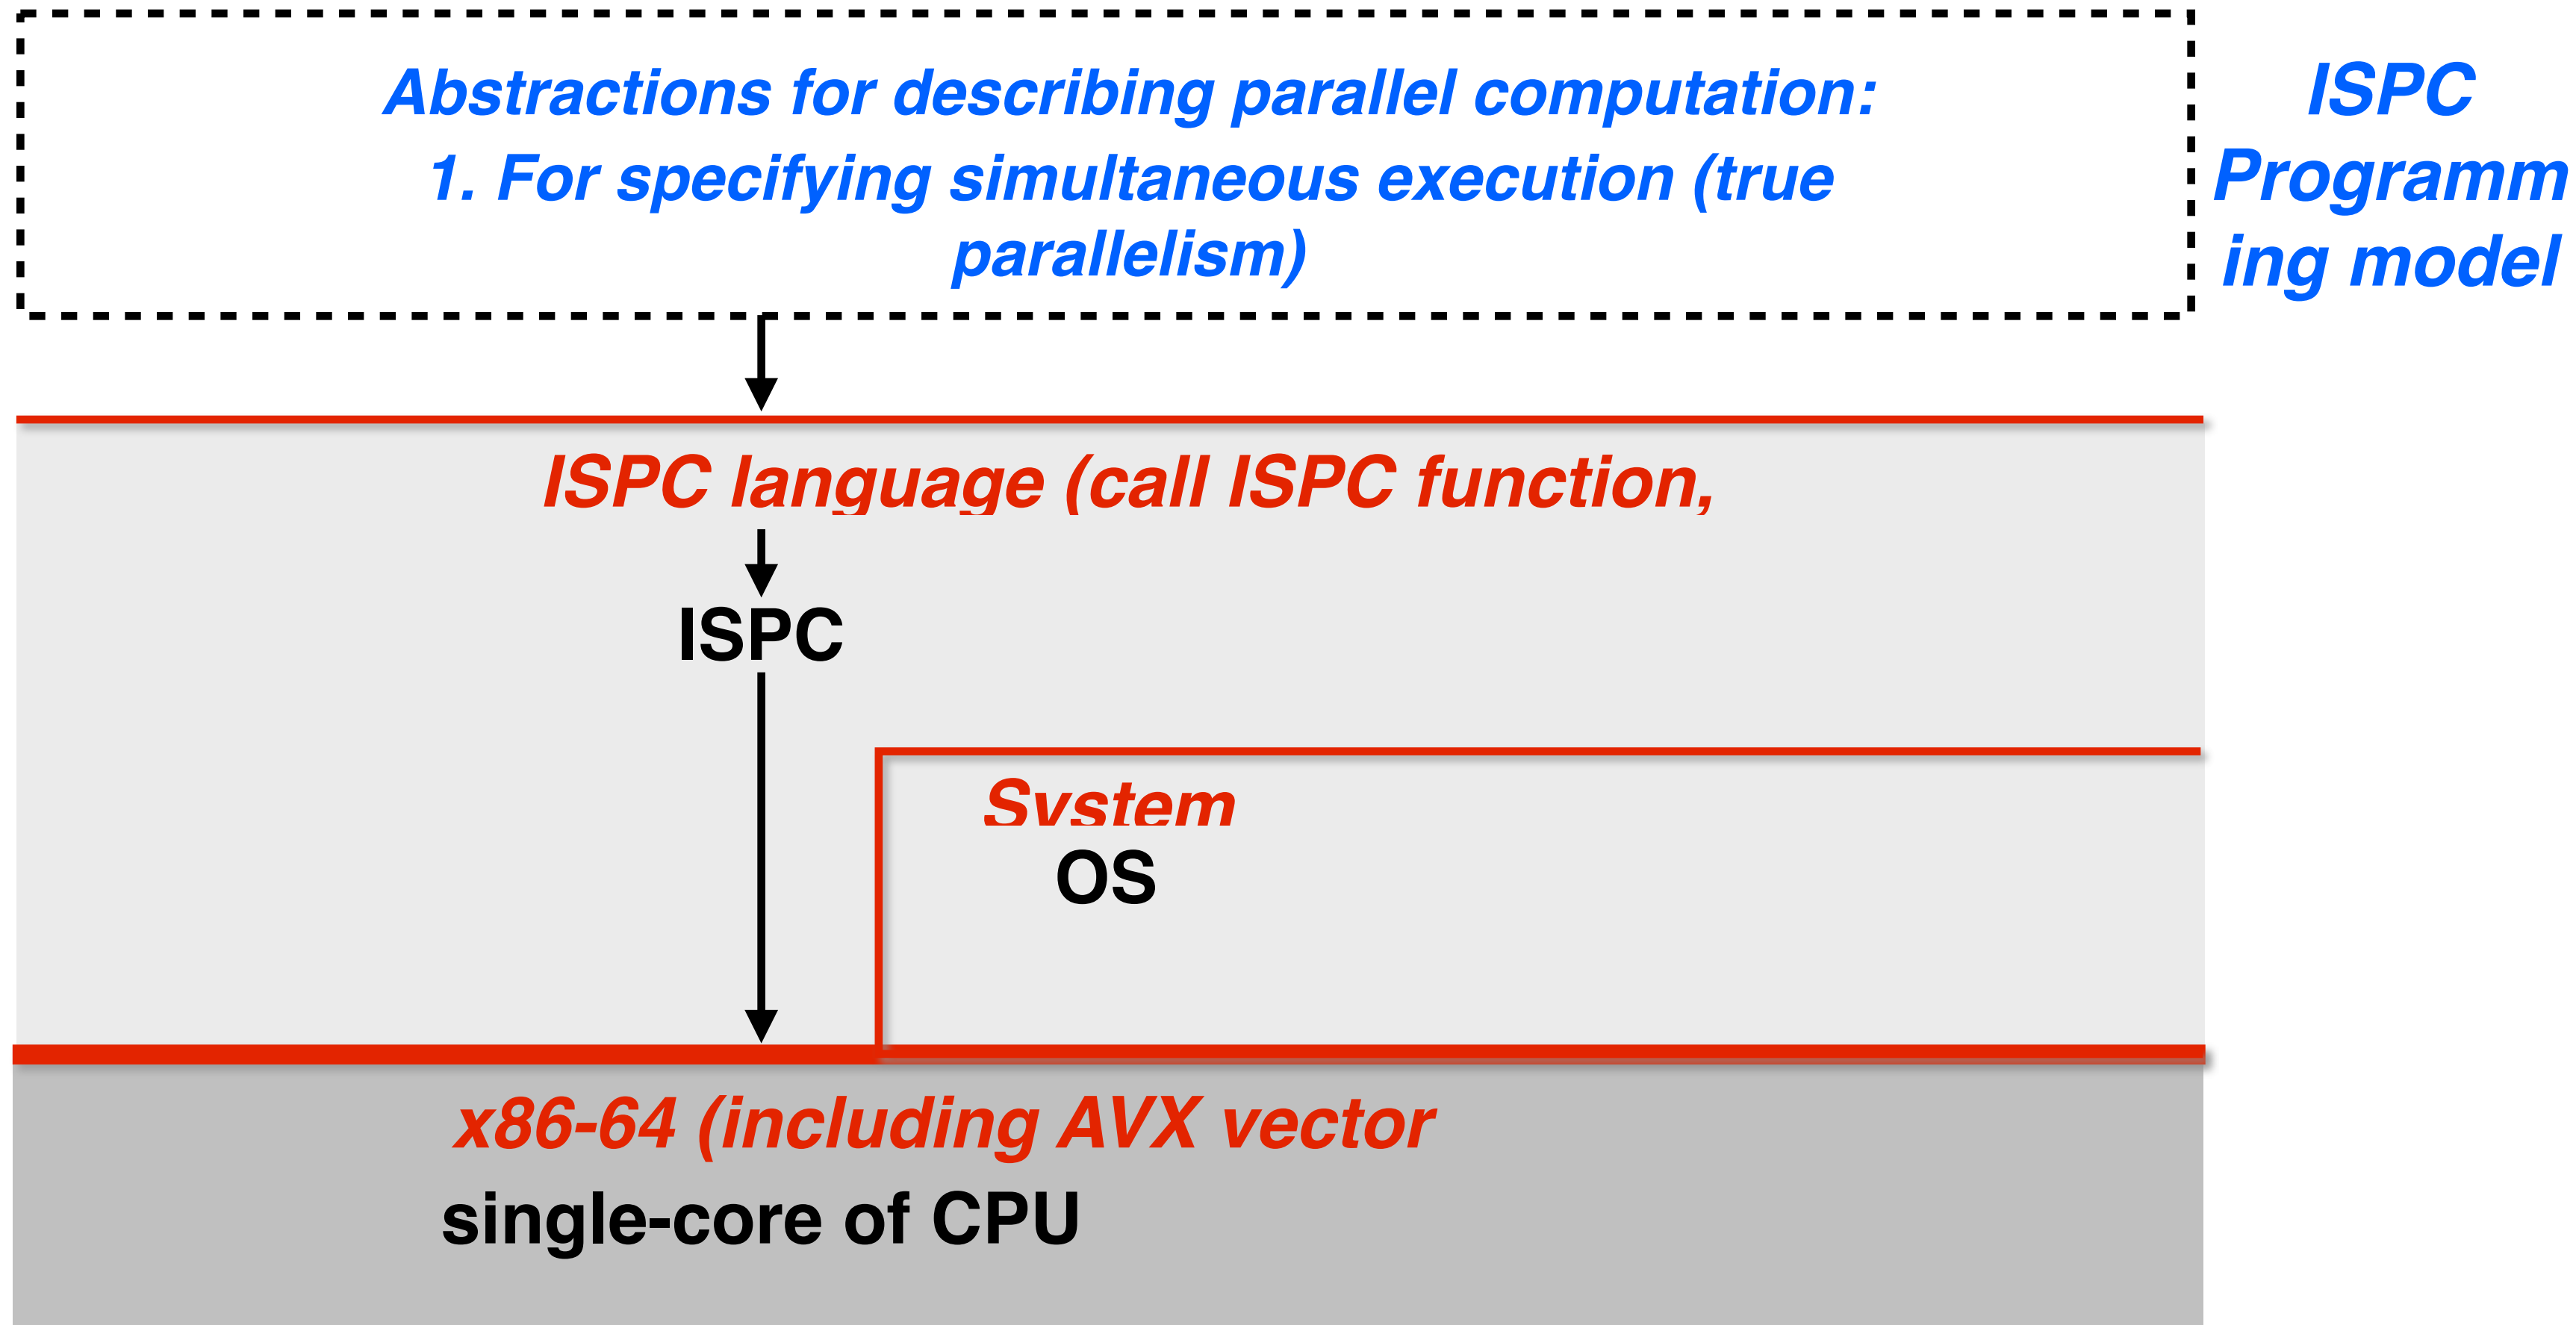 Abstractions for describing parallel computation:
1. For specifying simultaneous execution (true
parallelism)
ISPC
Programm
ing model
ISPC language (call ISPC function,
ISPC
System
OS
x86-64 (including AVX vector
single-core of CPU